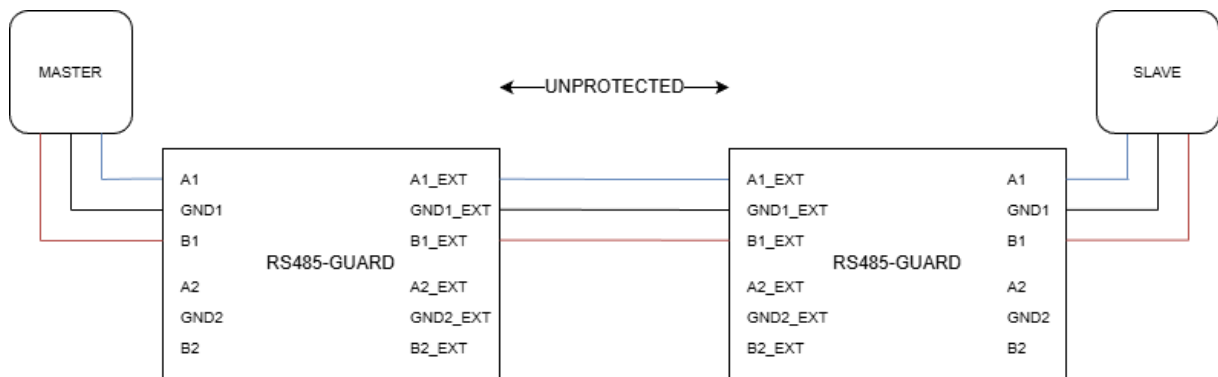 MASTER
SLAVE
UNPROTECTED
A1 A1_EXT A1_EXT A1
GND1 GND1_EXT GND1_EXT GND1
B1 B1_EXT B1_EXT B1
RS485-GUARD RS485-GUARD
A2 A2_EXT A2_EXT A2
GND2 GND2_EXT GND2_EXT GND2
B2 B2_EXT B2_EXT B2